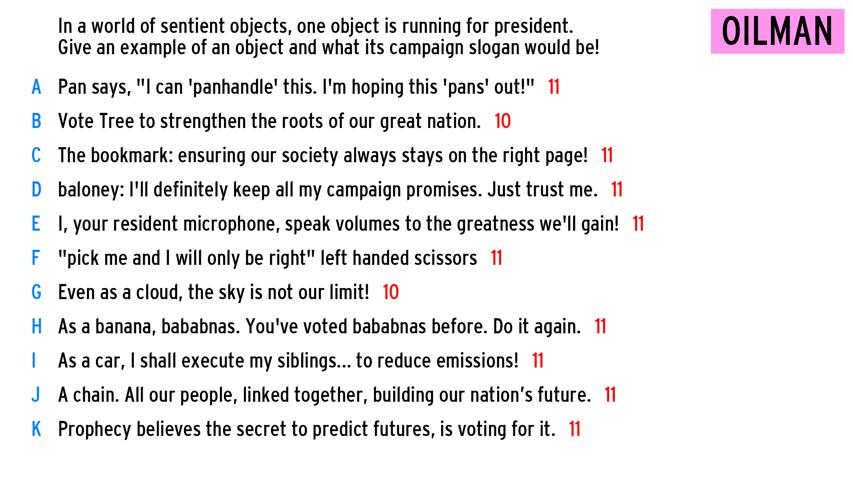 In a world of sentient objects, one object is running for president.
Give an example of an object and what its campaign slogan would be!
OILMAN
A Pan says, "I can 'panhandle' this. I'm hoping this 'pans' out!" 11
B Vote Tree to strengthen the roots of our great nation. 10
C The bookmark: ensuring our society always stays on the right page! 11
D baloney: I'll definitely keep all my campaign promises. Just trust me. 11
E I, your resident microphone, speak volumes to the greatness we'll gain! 11
F "pick me and I will only be right" left handed scissors 11
G Even as a cloud, the sky is not our limit! 10
H As a banana, bababnas. You've voted bababnas before. Do it again. 11
I As a car, I shall execute my siblings... to reduce emissions! 11
J A chain. All our people, linked together, building our nation’s future. 11
K Prophecy believes the secret to predict futures, is voting for it. 11